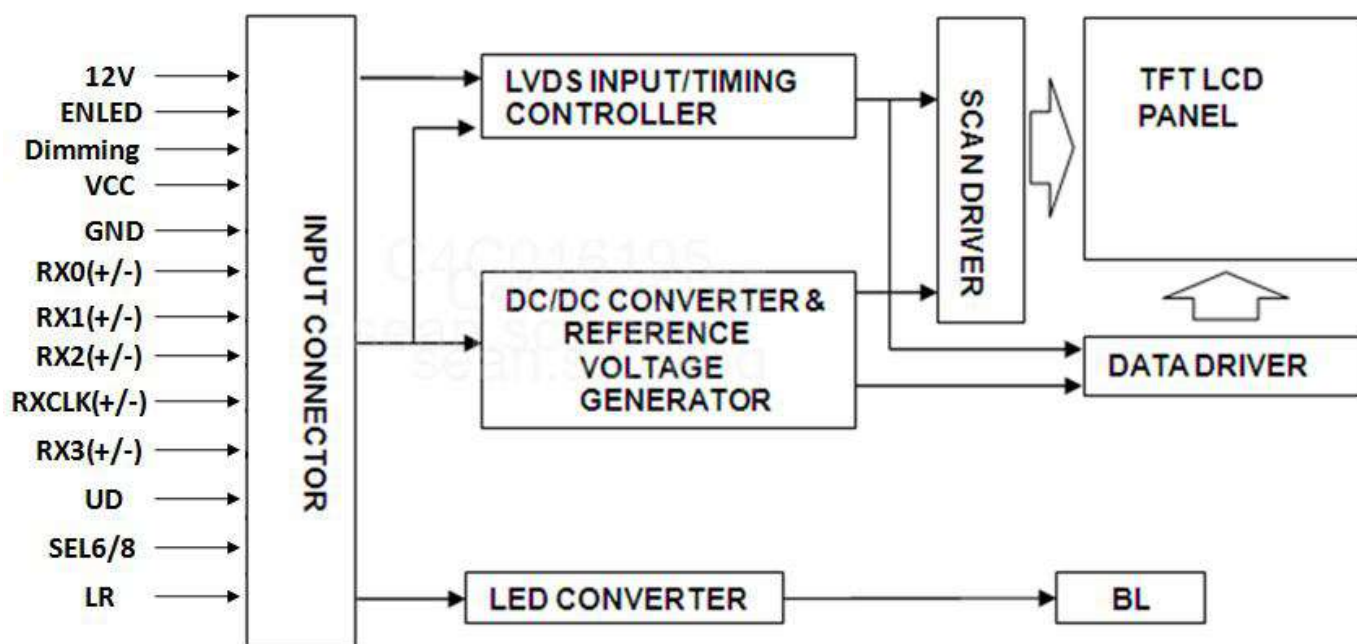 12V
ENLED
Dimming
VCC
GND
RX0(+/-)
RX1(+/-)
RX2(+/-)
RXCLK(+/-)
RX3(+/-)
UD
SEL6/8
LR
INPUT CONNECTOR
LVDS INPUT/TIMING
CONTROLLER
DC/DC CONVERTER &
REFERENCE
VOLTAGE
GENERATOR
LED CONVERTER
SCAN DRIVER
TFT LCD
PANEL
DATA DRIVER
BL
C4C016195